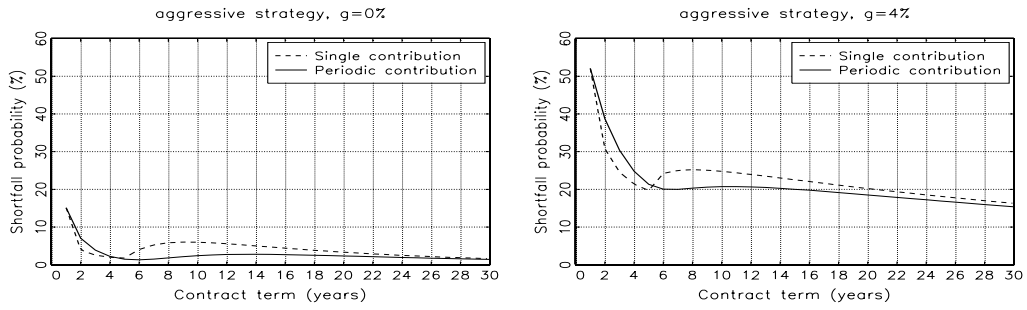 aggressive strategy, g=0%
Shortfall probability (%)
60
50
40
30
20
10
0
Single contribution
Periodic contribution
0 2 4 6 8 10 12 14 16 18 20 22 24 26 28 30
Contract term (years)
aggressive strategy, g=4%
Shortfall probability (%)
60
50
40
30
20
10
0
Single contribution
Periodic contribution
0 2 4 6 8 10 12 14 16 18 20 22 24 26 28 30
Contract term (years)